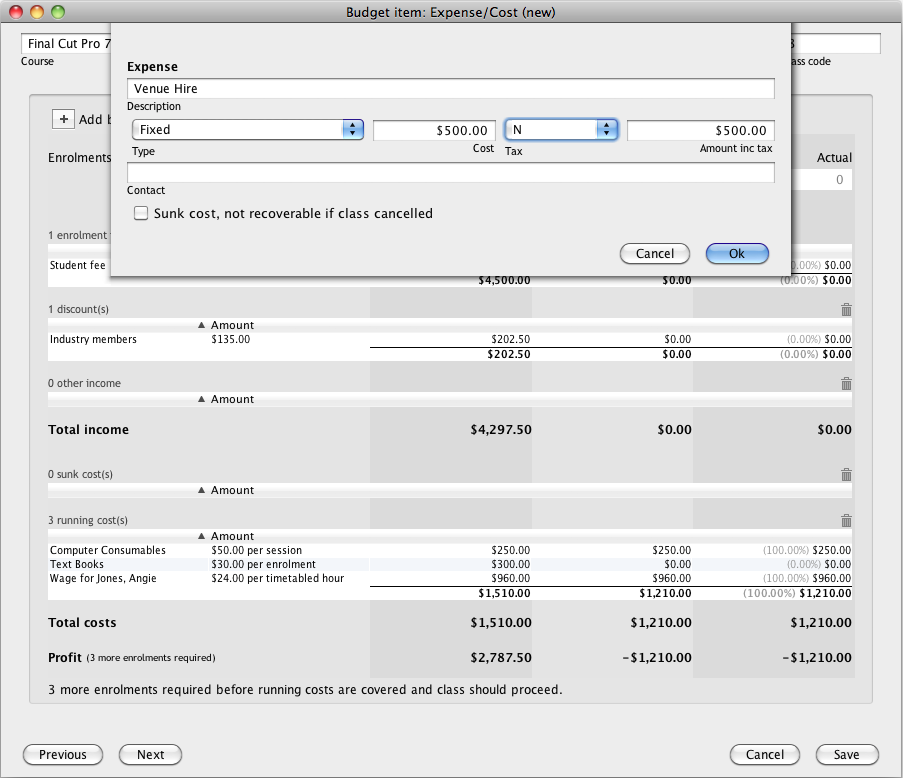 Budget item: Expense/Cost (new)
Final Cut Pro 7
Course
ass code
Expense
Venue Hire
Description
Fixed $500.00 N $500.00
Type Cost Tax Amount inc tax
Contact
Sunk cost, not recoverable if class cancelled
Cancel Ok
+ Add
Enrolments Actual
0
1 enrolment
Student fee $0.00
$4,500.00 $0.00 (0.00%) $0.00
1 discount(s)
▲ Amount
Industry members $135.00 $202.50 $0.00 (0.00%) $0.00
$202.50 $0.00 (0.00%) $0.00
0 other income
▲ Amount
Total income $4,297.50 $0.00 $0.00
0 sunk cost(s)
▲ Amount
3 running cost(s)
▲ Amount
Computer Consumables $50.00 per session $250.00 $250.00 (100.00%) $250.00
Text Books $30.00 per enrolment $300.00 $0.00 (0.00%) $0.00
Wage for Jones, Angie $24.00 per timetabled hour $960.00 $960.00 (100.00%) $960.00
$1,510.00 $1,210.00 (100.00%) $1,210.00
Total costs $1,510.00 $1,210.00 $1,210.00
Profit (3 more enrolments required) $2,787.50 -$1,210.00 -$1,210.00
3 more enrolments required before running costs are covered and class should proceed.
Previous Next Cancel Save